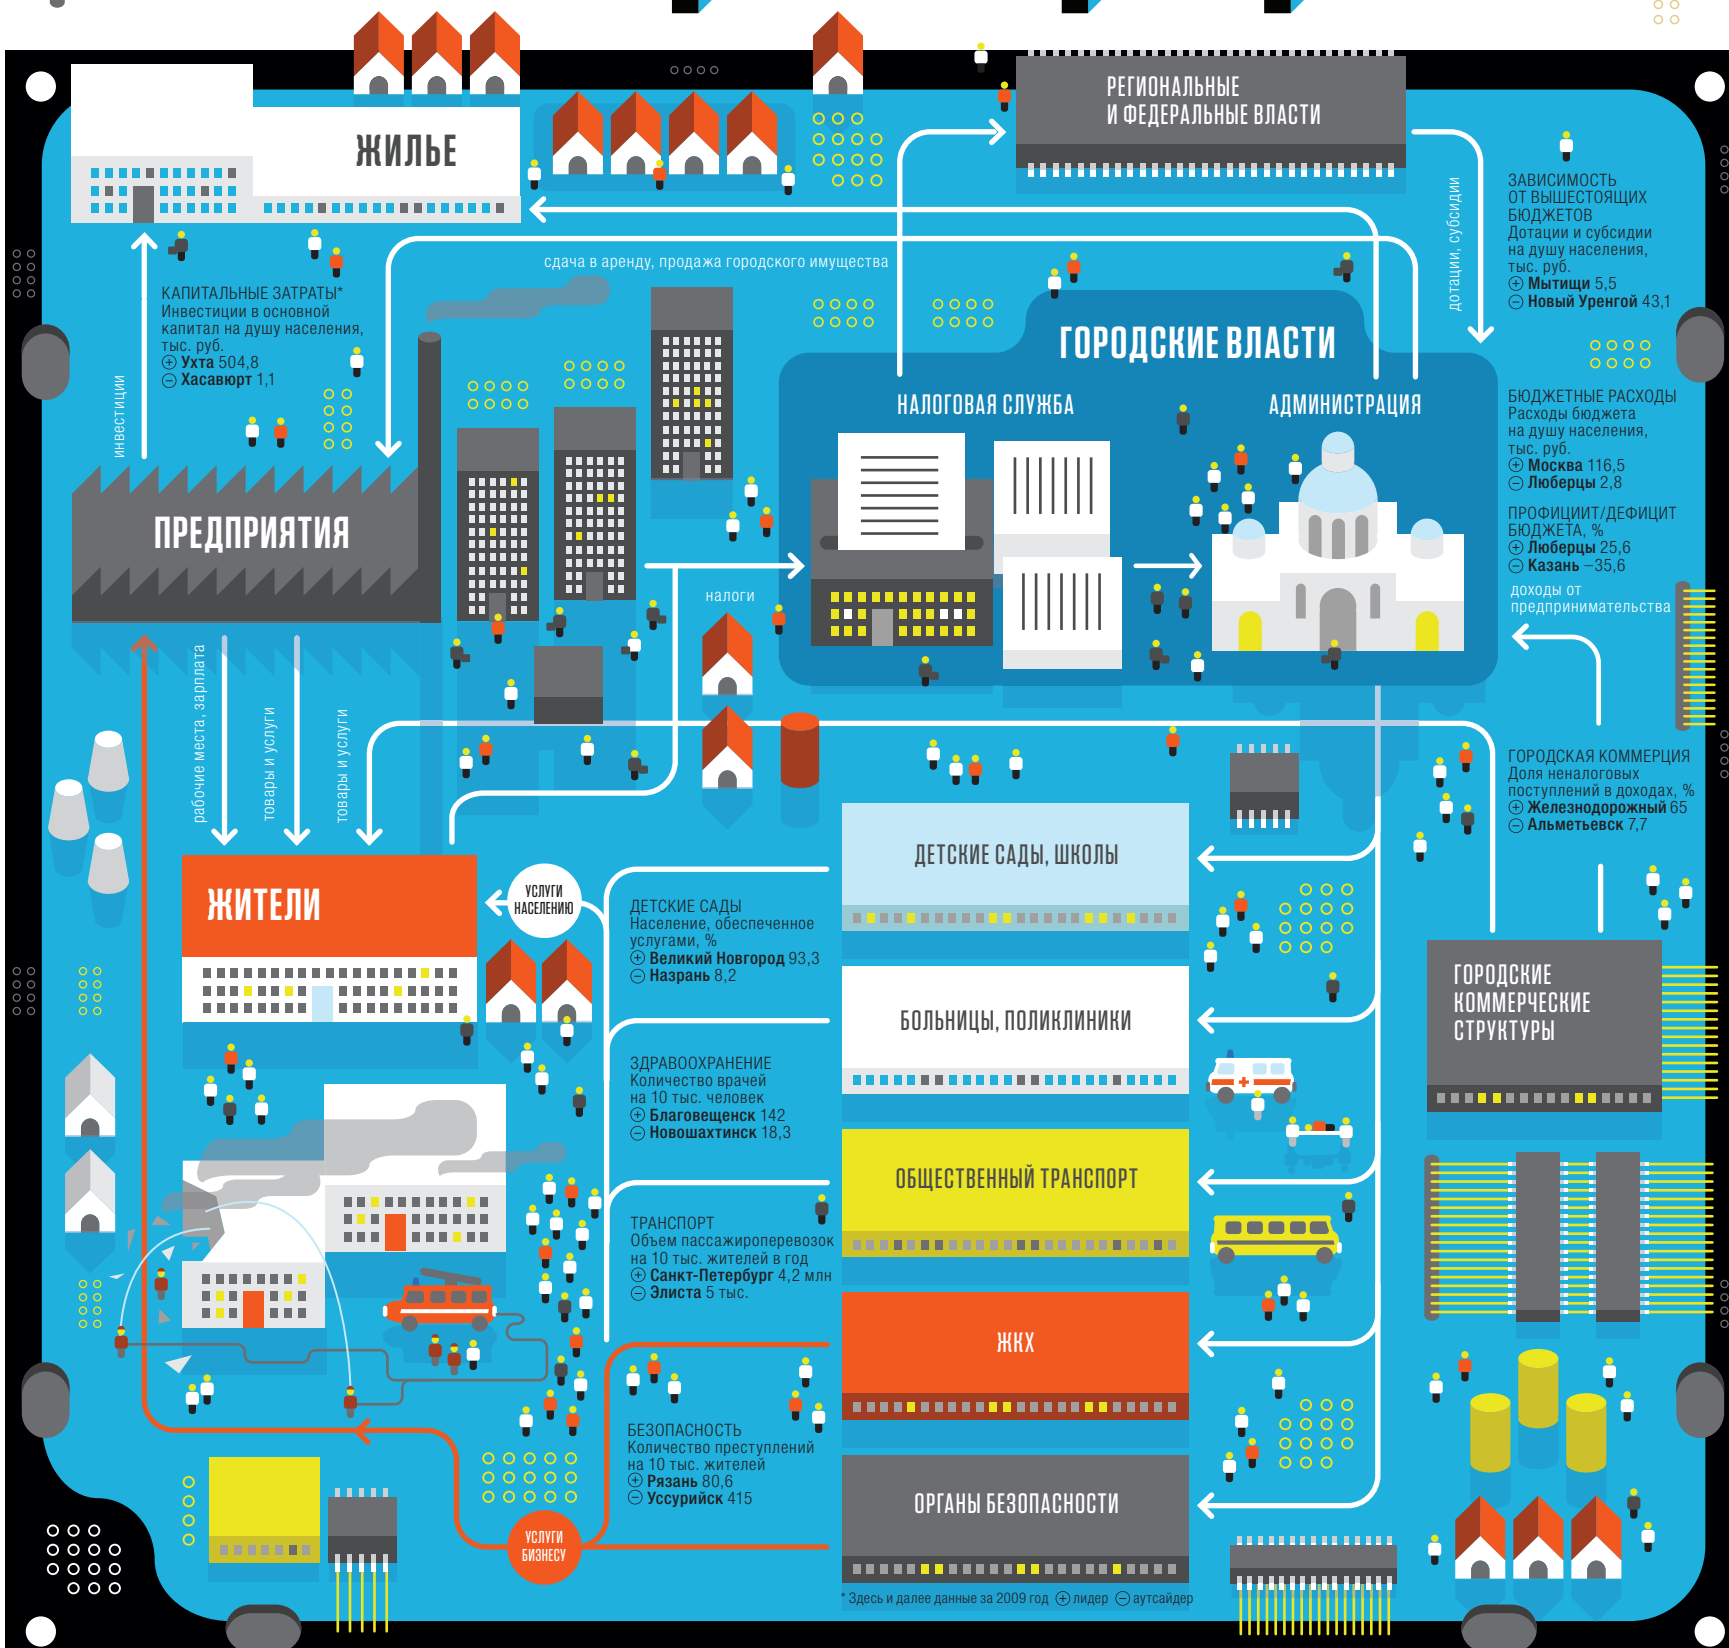 РЕГИОНАЛЬНЫЕ
И ФЕДЕРАЛЬНЫЕ ВЛАСТИ
ЖИЛЬЕ
дотации, субсидии
ЗАВИСИМОСТЬ
ОТ ВЫШЕСТОЯЩИХ
БЮДЖЕТОВ
Дотации и субсидии
на душу населения,
тыс. руб.
⊕ Мытищи 5,5
⊖ Новый Уренгой 43,1
сдача в аренду, продажа городского имущества
КАПИТАЛЬНЫЕ ЗАТРАТЫ*
Инвестиции в основной
капитал на душу населения,
тыс. руб.
⊕ Ухта 504,8
⊖ Хасавюрт 1,1
инвестиции
ГОРОДСКИЕ ВЛАСТИ
НАЛОГОВАЯ СЛУЖБА
АДМИНИСТРАЦИЯ
БЮДЖЕТНЫЕ РАСХОДЫ
Расходы бюджета
на душу населения,
тыс. руб.
⊕ Москва 116,5
⊖ Люберцы 2,8
ПРОФИЦИИТ/ДЕФИЦИТ
БЮДЖЕТА, %
⊕ Люберцы 25,6
⊖ Казань –35,6
доходы от
предпринимательства
ПРЕДПРИЯТИЯ
налоги
рабочие места, зарплата
товары и услуги
товары и услуги
ГОРОДСКАЯ КОММЕРЦИЯ
Доля неналоговых
поступлений в доходах, %
⊕ Железнодорожный 65
⊖ Альметьевск 7,7
ЖИТЕЛИ
УСЛУГИ
НАСЕЛЕНИЮ
ДЕТСКИЕ САДЫ
Население, обеспеченное
услугами, %
⊕ Великий Новгород 93,3
⊖ Назрань 8,2
ДЕТСКИЕ САДЫ, ШКОЛЫ
ГОРОДСКИЕ
КОММЕРЧЕСКИЕ
СТРУКТУРЫ
БОЛЬНИЦЫ, ПОЛИКЛИНИКИ
ЗДРАВООХРАНЕНИЕ
Количество врачей
на 10 тыс. человек
⊕ Благовещенск 142
⊖ Новошахтинск 18,3
ОБЩЕСТВЕННЫЙ ТРАНСПОРТ
ТРАНСПОРТ
Объем пассажироперевозок
на 10 тыс. жителей в год
⊕ Санкт-Петербург 4,2 млн
⊖ Элиста 5 тыс.
ЖКХ
БЕЗОПАСНОСТЬ
Количество преступлений
на 10 тыс. жителей
⊕ Рязань 80,6
⊖ Уссурийск 415
ОРГАНЫ БЕЗОПАСНОСТИ
УСЛУГИ
БИЗНЕСУ
* Здесь и далее данные за 2009 год ⊕ лидер ⊖ аутсайдер